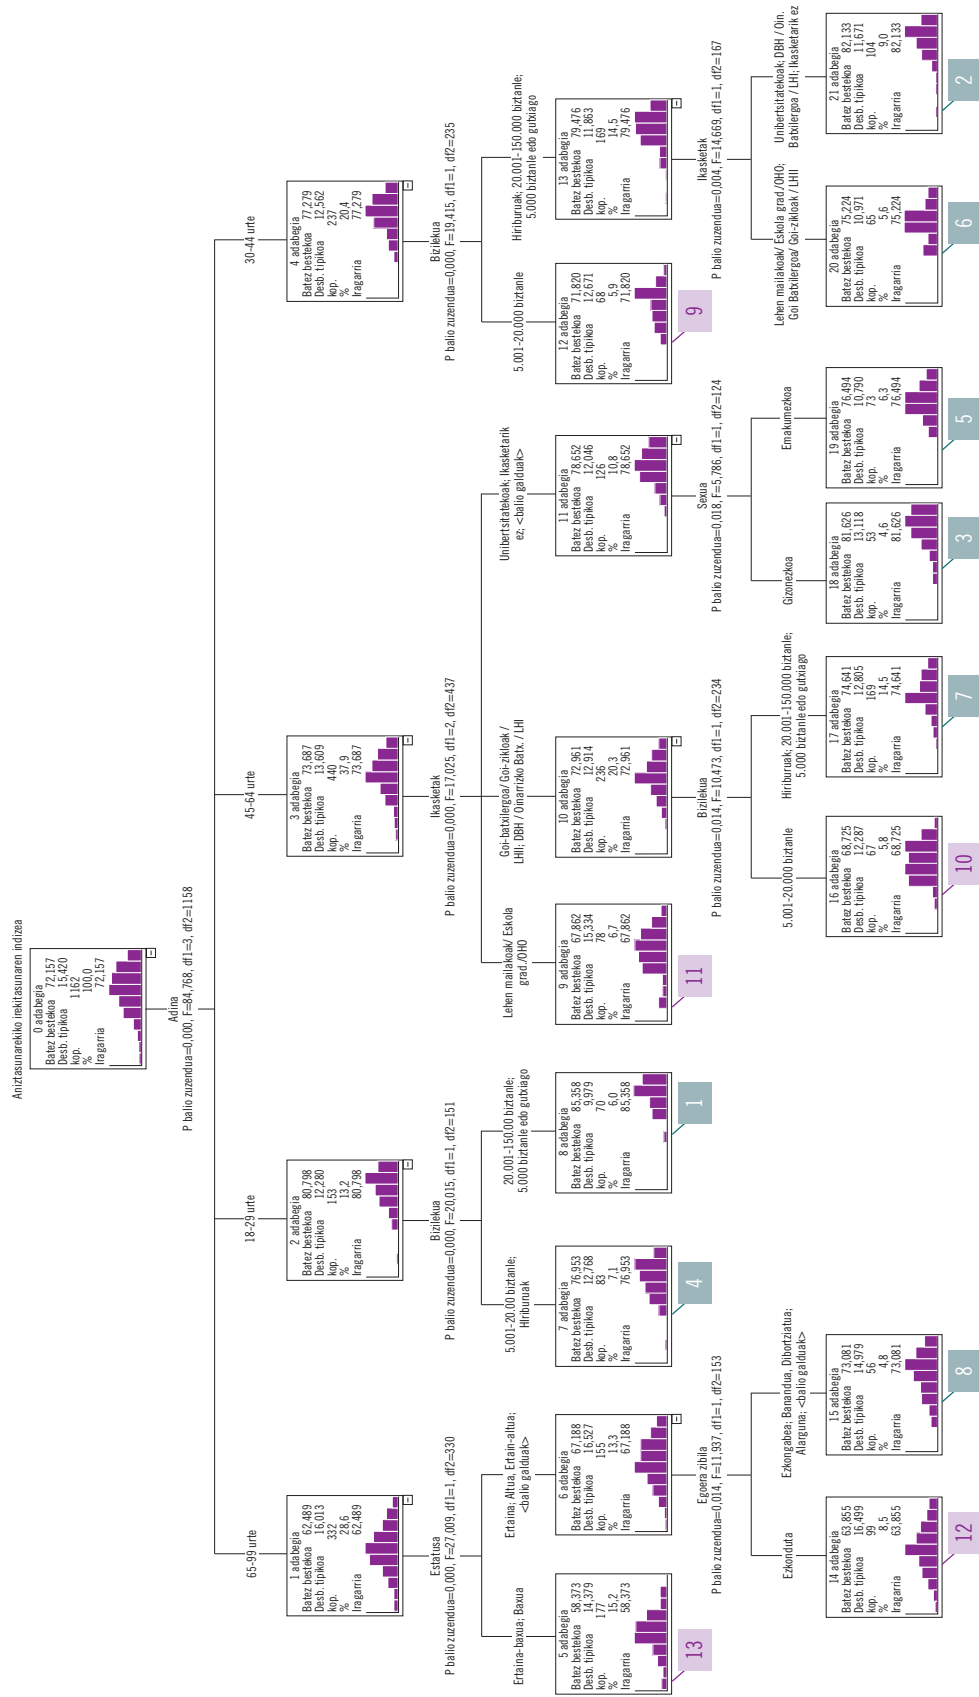 Aniztasunarekiko irekitasunaren indizea
0 adabegia
Batez bestekoa 72,157
Desb. tipikoa 15,420
kop. 1162
% 100,0
Iragarria 72,157
Adina
P balio zuzendua=0,000, F=84,768, df1=3, df2=1158
65-99 urte
18-29 urte
45-64 urte
30-44 urte
1 adabegia
Batez bestekoa 62,489
Desb. tipikoa 16,013
kop. 332
% 28,6
Iragarria 62,489
2 adabegia
Batez bestekoa 80,798
Desb. tipikoa 12,280
kop. 153
% 13,2
Iragarria 80,798
3 adabegia
Batez bestekoa 73,687
Desb. tipikoa 13,609
kop. 440
% 37,9
Iragarria 73,687
4 adabegia
Batez bestekoa 77,279
Desb. tipikoa 12,562
kop. 237
% 20,4
Iragarria 77,279
Estatusa
P balio zuzendua=0,000, F=27,009, df1=1, df2=330
Bizilekua
P balio zuzendua=0,000, F=20,015, df1=1, df2=151
Ikasketak
P balio zuzendua=0,000, F=17,025, df1=2, df2=437
Bizilekua
P balio zuzendua=0,000, F=19,415, df1=1, df2=235
Ertaina-baxua; Baxua
Ertaina; Altua, Ertain-altua;
<balio galduak>
5.001-20.00 biztanle;
HIriburuak
20.001-150.00 biztanle;
5.000 biztanle edo gutxiago
Lehen mailakoak/ Eskola
grad./OHO
Goi-batxilergoa/ Goi-zikloak /
LHII; DBH / Oinarrizko Batx. / LHI
Unibertsitatekoak; Ikasketarik
ez; <balio galduak>
5.001-20.000 biztanle
Hiriburuak; 20.001-150.000 biztanle;
5.000 biztanle edo gutxiago
5 adabegia
Batez bestekoa 58,373
Desb. tipikoa 14,379
kop. 177
% 15,2
Iragarria 58,373
13
6 adabegia
Batez bestekoa 67,188
Desb. tipikoa 16,527
kop. 155
% 13,3
Iragarria 67,188
7 adabegia
Batez bestekoa 76,953
Desb. tipikoa 12,768
kop. 83
% 7,1
Iragarria 76,953
4
8 adabegia
Batez bestekoa 85,358
Desb. tipikoa 9,979
kop. 70
% 6,0
Iragarria 85,358
1
9 adabegia
Batez bestekoa 67,862
Desb. tipikoa 15,334
kop. 78
% 6,7
Iragarria 67,862
11
10 adabegia
Batez bestekoa 72,961
Desb. tipikoa 12,914
kop. 236
% 20,3
Iragarria 72,961
11 adabegia
Batez bestekoa 78,652
Desb. tipikoa 12,046
kop. 126
% 10,8
Iragarria 78,652
12 adabegia
Batez bestekoa 71,820
Desb. tipikoa 12,671
kop. 68
% 5,9
Iragarria 71,820
9
13 adabegia
Batez bestekoa 79,476
Desb. tipikoa 11,863
kop. 169
% 14,5
Iragarria 79,476
Egoera zibila
P balio zuzendua=0,014, F=11,937, df1=1, df2=153
Bizilekua
P balio zuzendua=0,014, F=10,473, df1=1, df2=234
Sexua
P balio zuzendua=0,018, F=5,786, df1=1, df2=124
Ikasketak
P balio zuzendua=0,004, F=14,669, df1=1, df2=167
Ezkonduta
Ezkongabea; Banandua, Dibortziatua;
Alarguna; <balio galduak>
5.001-20.000 biztanle
Hiriburuak; 20.001-150.000 biztanle;
5.000 biztanle edo gutxiago
Gizonezkoa
Emakumezkoa
Lehen mailakoak/ Eskola grad./OHO;
Goi Batxilergoa/ Goi-zikloak / LHII
Unibertsitatekoak; DBH / Oin.
Batxilergoa / LHI; Ikasketarik ez
14 adabegia
Batez bestekoa 63,855
Desb. tipikoa 16,499
kop. 99
% 8,5
Iragarria 63,855
12
15 adabegia
Batez bestekoa 73,081
Desb. tipikoa 14,979
kop. 56
% 4,8
Iragarria 73,081
8
16 adabegia
Batez bestekoa 68,725
Desb. tipikoa 12,287
kop. 67
% 5,8
Iragarria 68,725
10
17 adabegia
Batez bestekoa 74,641
Desb. tipikoa 12,805
kop. 169
% 14,5
Iragarria 74,641
7
18 adabegia
Batez bestekoa 81,626
Desb. tipikoa 13,118
kop. 53
% 4,6
Iragarria 81,626
3
19 adabegia
Batez bestekoa 76,494
Desb. tipikoa 10,790
kop. 73
% 6,3
Iragarria 76,494
5
20 adabegia
Batez bestekoa 75,224
Desb. tipikoa 10,971
kop. 65
% 5,6
Iragarria 75,224
6
21 adabegia
Batez bestekoa 82,133
Desb. tipikoa 11,671
kop. 104
% 9,0
Iragarria 82,133
2